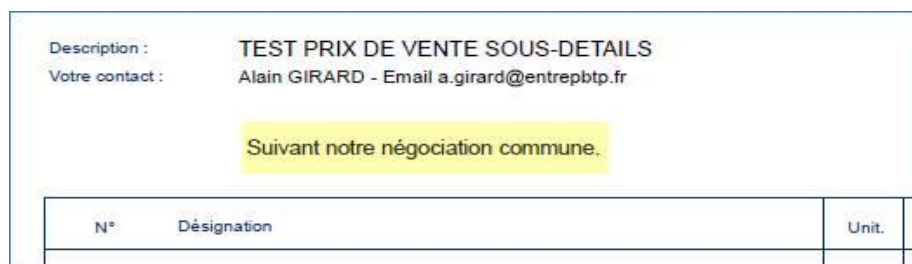 Description : TEST PRIX DE VENTE SOUS-DETAILS
Votre contact : Alain GIRARD - Email a.girard@entrepbtp.fr
Suivant notre négociation commune.
N° Désignation Unit.